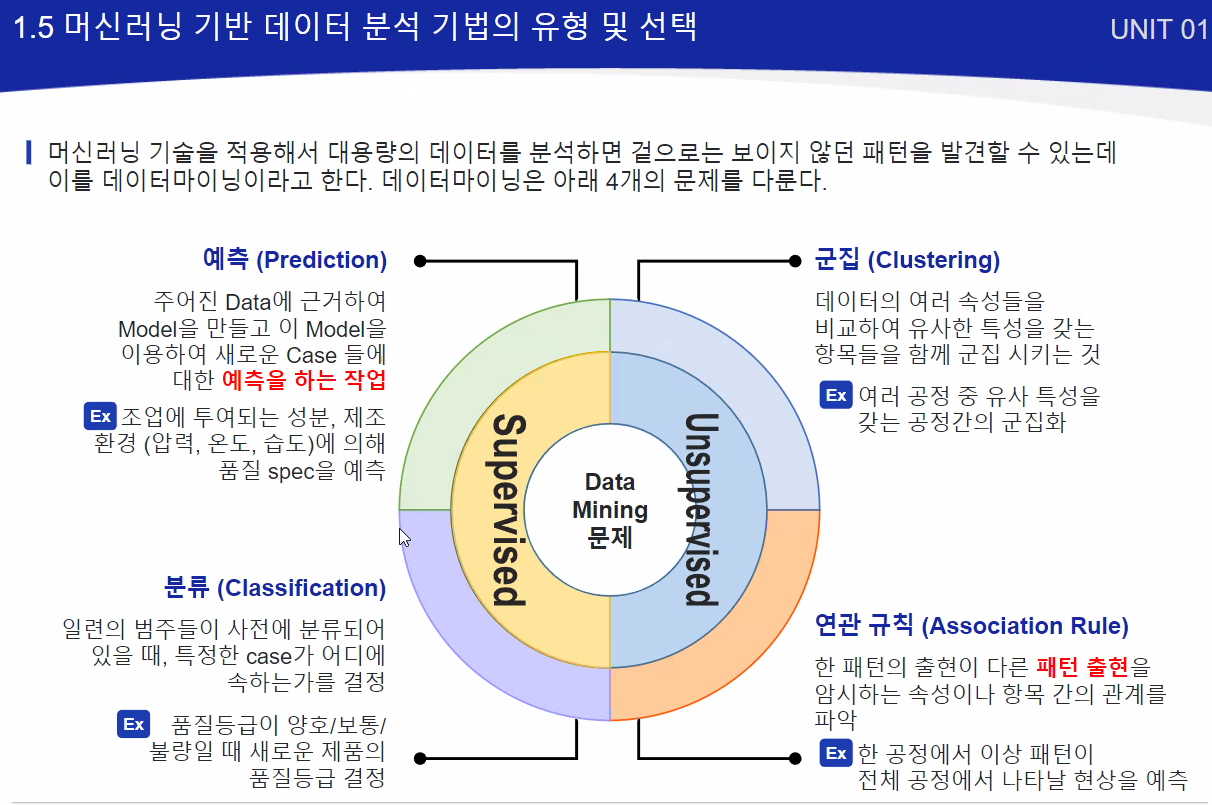 1.5 머신러닝 기반 데이터 분석 기법의 유형 및 선택
UNIT 01
머신러닝 기술을 적용해서 대용량의 데이터를 분석하면 겉으로는 보이지 않던 패턴을 발견할 수 있는데
이를 데이터마이닝이라고 한다. 데이터마이닝은 아래 4개의 문제를 다룬다.
예측 (Prediction)
주어진 Data에 근거하여
Model을 만들고 이 Model을
이용하여 새로운 Case 들에
대한 예측을 하는 작업
Ex 조업에 투여되는 성분, 제조
환경 (압력, 온도, 습도)에 의해
품질 spec을 예측
군집 (Clustering)
데이터의 여러 속성들을
비교하여 유사한 특성을 갖는
항목들을 함께 군집 시키는 것
Ex 여러 공정 중 유사 특성을
갖는 공정간의 군집화
Supervised
Data
Mining
문제
Unsupervised
분류 (Classification)
일련의 범주들이 사전에 분류되어
있을 때, 특정한 case가 어디에
속하는가를 결정
Ex 품질등급이 양호/보통/
불량일 때 새로운 제품의
품질등급 결정
연관 규칙 (Association Rule)
한 패턴의 출현이 다른 패턴 출현을
암시하는 속성이나 항목 간의 관계를
파악
Ex 한 공정에서 이상 패턴이
전체 공정에서 나타날 현상을 예측